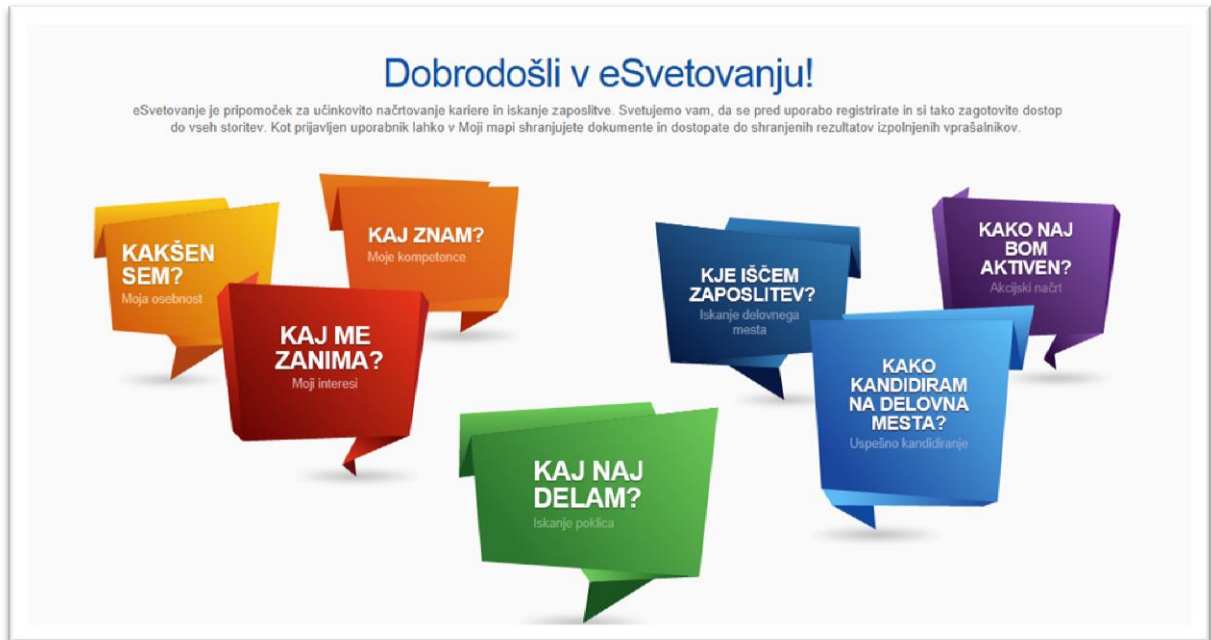 Dobrodošli v eSvetovanju!
eSvetovanje je pripomoček za učinkovito načrtovanje kariere in iskanje zaposlitve. Svetujemo vam, da se pred uporabo registrirate in si tako zagotovite dostop
do vseh storitev. Kot prijavljen uporabnik lahko v Moji mapi shranjujete dokumente in dostopate do shranjenih rezultatov izpolnjenih vprašalnikov.
KAKŠEN
SEM?
Moja osebnost
KAJ ZNAM?
Moje kompetence
KAJ ME
ZANIMA?
Moji interesi
KAJ NAJ
DELAM?
Iskanje poklica
KJE IŠČEM
ZAPOSLITEV?
Iskanje delovnega
mesta
KAKO
KANDIDIRAM
NA DELOVNA
MESTA?
Uspešno kandidiranje
KAKO NAJ
BOM
AKTIVEN?
Akcijski načrt